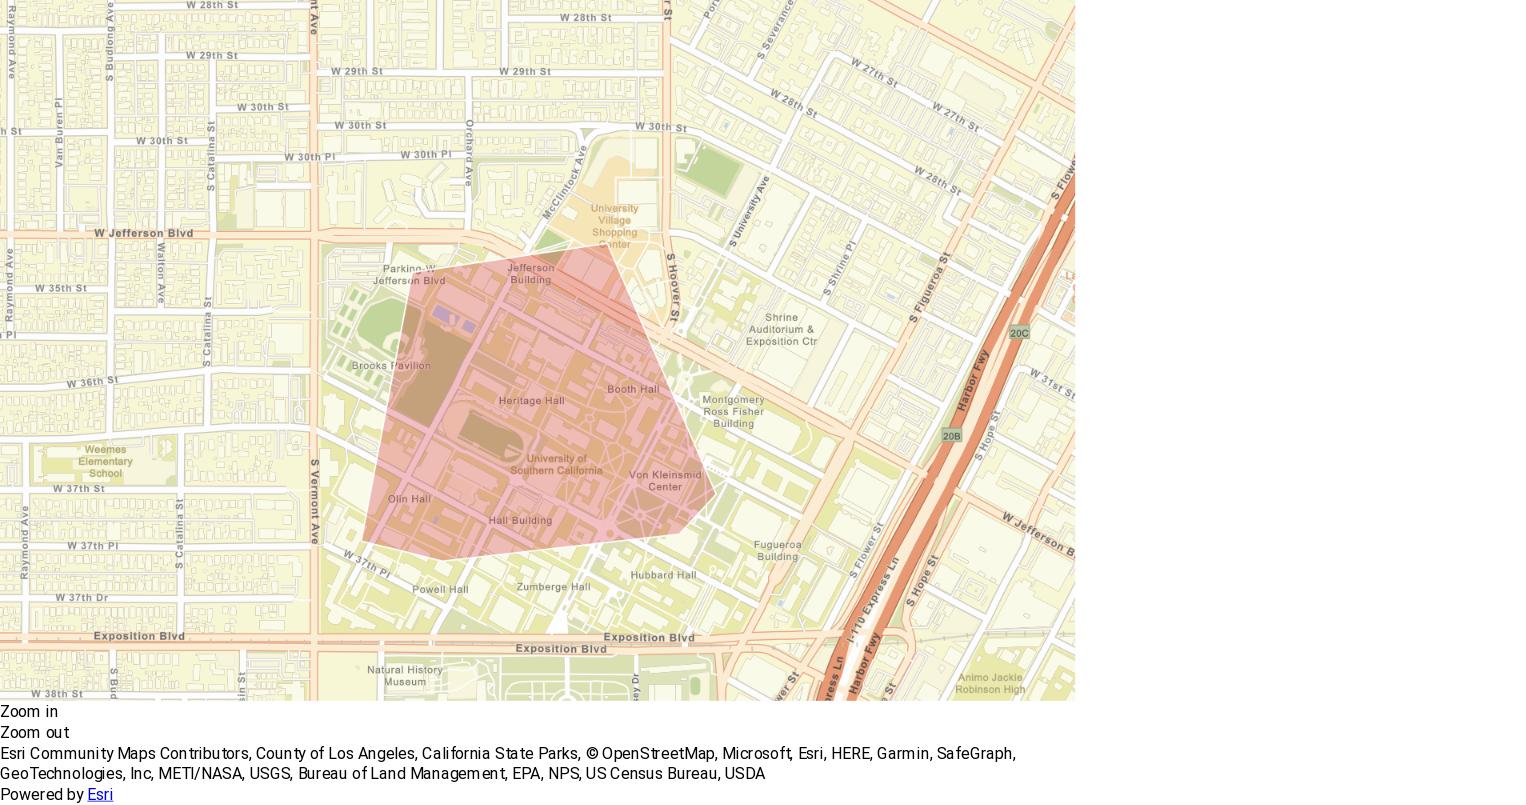 W 28th St
W 28th St
S Severance
W 29th St
W 29th St
W 29th St
W 27th St
W 28th St
W 27th St
W 30th St
W 30th St
W 30th St
W 30th St
W 30th Pl
W 30th Pl
W 28th St
Raymond Ave
S Budlong Ave
Van Buren Pl
S Catalina St
Orchard Ave
McClintock Ave
S University Ave
University
Village
Shopping
Center
W Jefferson Blvd
Walton Ave
Raymond Ave
W 35th St
S Catalina St
Parking-W
Jefferson Blvd
Jefferson
Building
S Hoover St
S Shrine Pl
S Figueroa St
Shrine
Auditorium &
Exposition Ctr
20C
Harbor Fwy
W 31st St
W 36th St
Brooks Pavilion
Heritage Hall
Booth Hall
Montgomery
Ross Fisher
Building
20B
S Hope St
Weemes
Elementary
School
University of
Southern California
Von Kleinsmid
Center
W 37th St
S Vermont Ave
Olin Hall
Hall Building
Raymond Ave
S Catalina St
W 37th Pl
W 37th Pl
Fugueroa
Building
S Flower St
W Jefferson B
Powell Hall
Zumberge Hall
Hubbard Hall
I-110 Express Ln
S Hope St
W 37th Dr
Exposition Blvd
Exposition Blvd
Exposition Blvd
Harbor Fwy
Natural History
Museum
Animo Jackie
Robinson High
W 38th St
Zoom in
Zoom out
Esri Community Maps Contributors, County of Los Angeles, California State Parks, © OpenStreetMap, Microsoft, Esri, HERE, Garmin, SafeGraph,
GeoTechnologies, Inc, METI/NASA, USGS, Bureau of Land Management, EPA, NPS, US Census Bureau, USDA
Powered by Esri